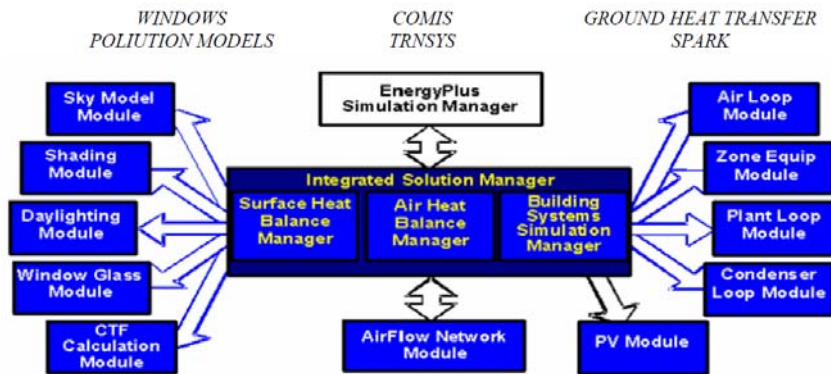 WINDOWS
POLIUTION MODELS
COMIS
TRNSYS
GROUND HEAT TRANSFER
SPARK
EnergyPlus
Simulation Manager
Sky Model
Module
Shading
Module
Daylighting
Module
Window Glass
Module
CTF
Calculation
Module
Integrated Solution Manager
Surface Heat
Balance
Manager
Air Heat
Balance
Manager
Building
Systems
Simulation
Manager
Air Loop
Module
Zone Equip
Module
Plant Loop
Module
Condenser
Loop Module
AirFlow Network
Module
PV Module